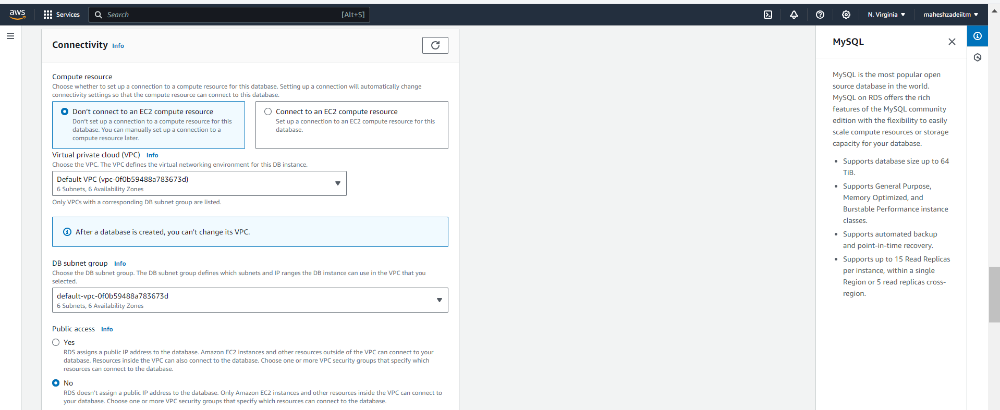 aws
Services
Search
[Alt+S]
N. Virginia
maheshzadeiitm
Connectivity Info
Compute resource
Choose whether to set up a connection to a compute resource for this database. Setting up a connection will automatically change
connectivity settings so that the compute resource can connect to this database.
Don't connect to an EC2 compute resource
Don't set up a connection to a compute resource for this
database. You can manually set up a connection to a
compute resource later.
Connect to an EC2 compute resource
Set up a connection to an EC2 compute resource for this
database.
Virtual private cloud (VPC) Info
Choose the VPC. The VPC defines the virtual networking environment for this DB instance.
Default VPC (vpc-0f0b59488a783673d)
6 Subnets, 6 Availability Zones
Only VPCs with a corresponding DB subnet group are listed.
After a database is created, you can't change its VPC.
DB subnet group Info
Choose the DB subnet group. The DB subnet group defines which subnets and IP ranges the DB instance can use in the VPC that you
selected.
default-vpc-0f0b59488a783673d
6 Subnets, 6 Availability Zones
Public access Info
Yes
RDS assigns a public IP address to the database. Amazon EC2 instances and other resources outside of the VPC can connect to your
database. Resources inside the VPC can also connect to the database. Choose one or more VPC security groups that specify which
resources can connect to the database.
No
RDS doesn't assign a public IP address to the database. Only Amazon EC2 instances and other resources inside the VPC can connect to
your database. Choose one or more VPC security groups that specify which resources can connect to the database.
MySQL
MySQL is the most popular open
source database in the world.
MySQL on RDS offers the rich
features of the MySQL community
edition with the flexibility to easily
scale compute resources or storage
capacity for your database.
• Supports database size up to 64
TiB.
• Supports General Purpose,
Memory Optimized, and
Burstable Performance instance
classes.
• Supports automated backup
and point-in-time recovery.
• Supports up to 15 Read Replicas
per instance, within a single
Region or 5 read replicas cross-
region.